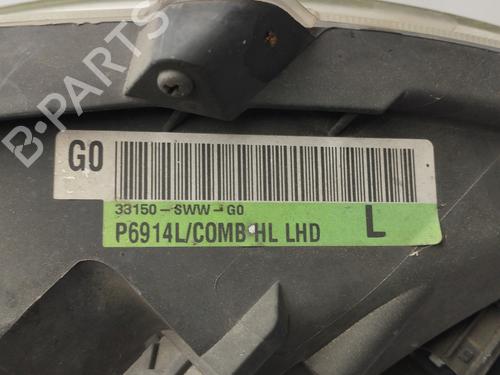 B-PARTS
G0
33150-SWW-G0
P6914L/COMB HL LHD L